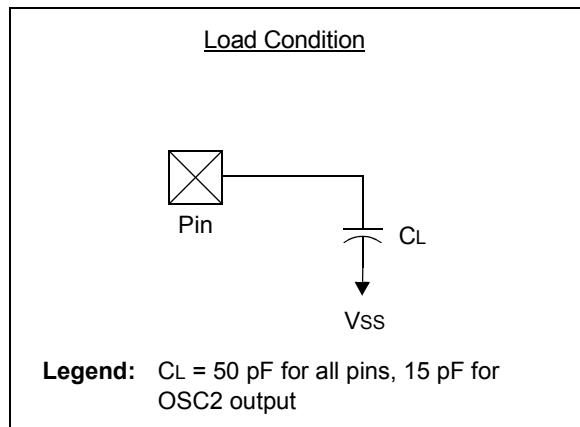 Load Condition
Pin
CL
VSS
Legend: CL = 50 pF for all pins, 15 pF for
OSC2 output